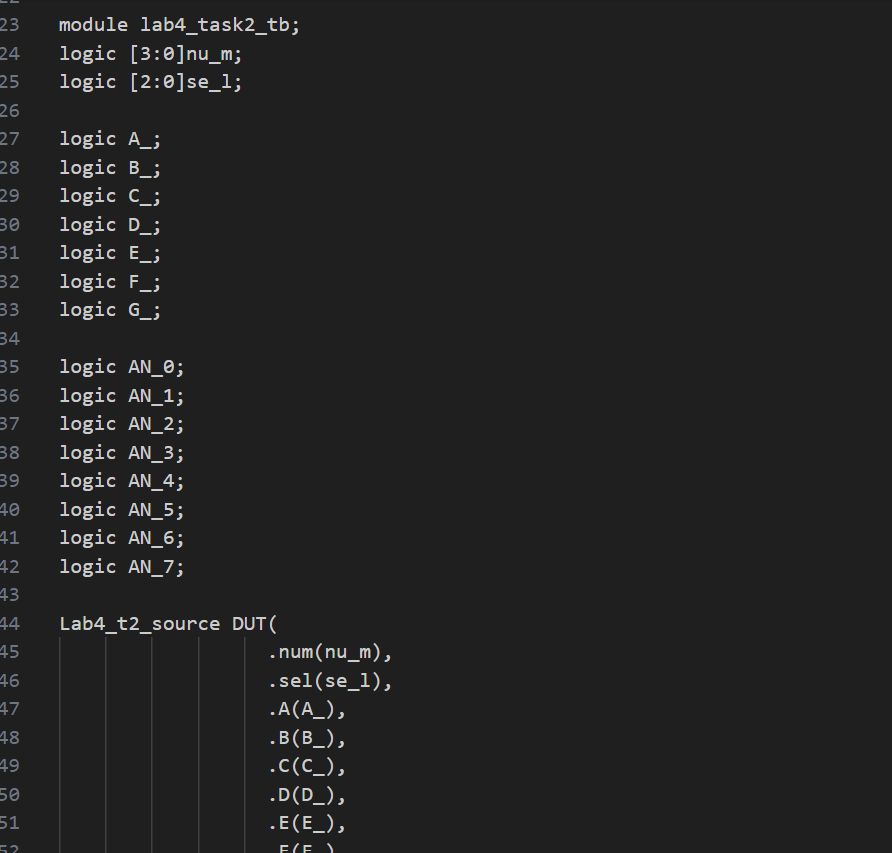 23 module lab4_task2_tb;
24 logic [3:0]nu_m;
25 logic [2:0]se_l;
26
27 logic A_;
28 logic B_;
29 logic C_;
30 logic D_;
31 logic E_;
32 logic F_;
33 logic G_;
34
35 logic AN_0;
36 logic AN_1;
37 logic AN_2;
38 logic AN_3;
39 logic AN_4;
40 logic AN_5;
41 logic AN_6;
42 logic AN_7;
43
44 Lab4_t2_source DUT(
45 .num(nu_m),
46 .sel(se_l),
47 .A(A_),
48 .B(B_),
49 .C(C_),
50 .D(D_),
51 .E(E_),